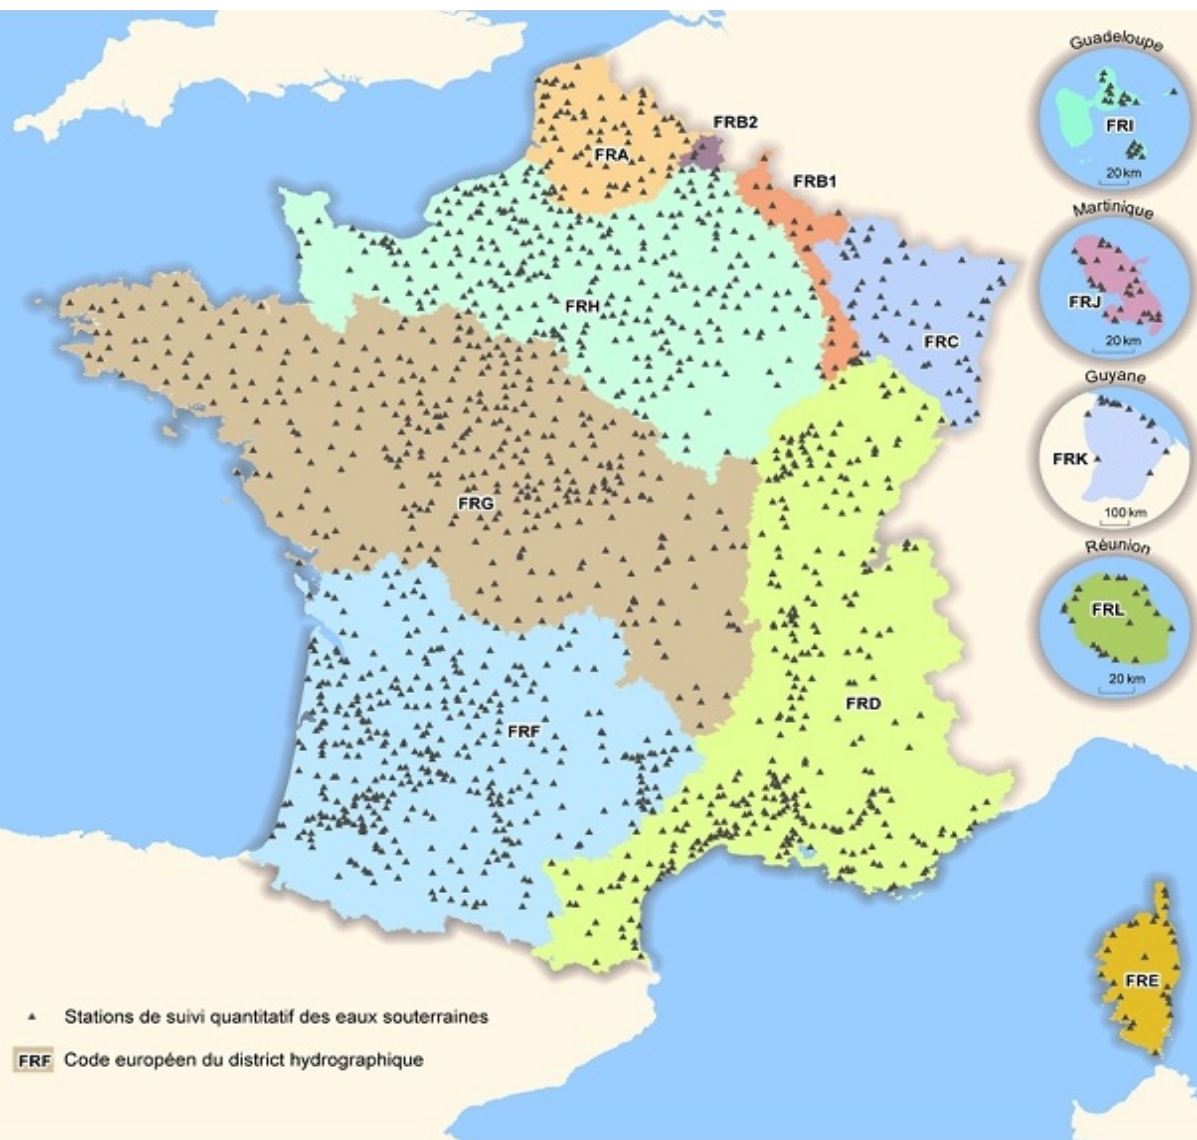 Guadeloupe
FRI
20 km
FRB2
FRA
FRB1
Martinique
FRJ
20 km
FRH
FRC
Guyane
FRK
100 km
FRG
Réunion
FRL
20 km
FRD
FRF
FRE
Stations de suivi quantitatif des eaux souterraines
FRF Code européen du district hydrographique